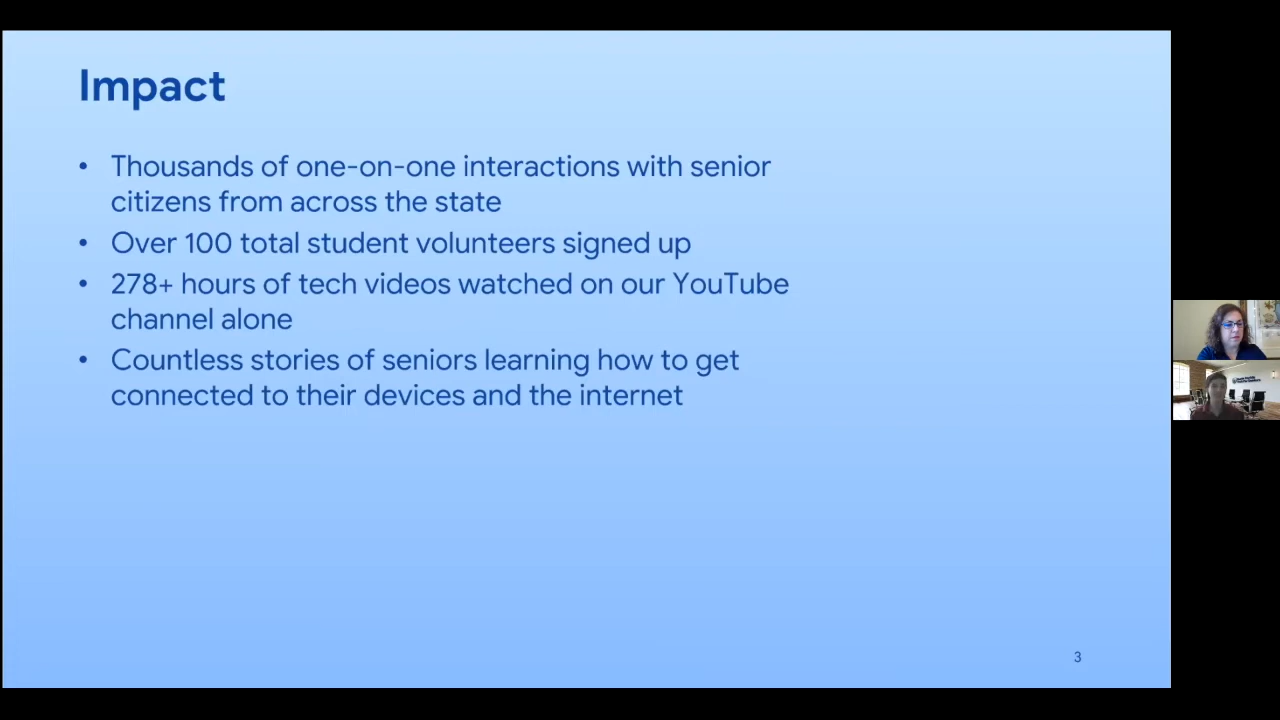 Impact
• Thousands of one-on-one interactions with senior
citizens from across the state
• Over 100 total student volunteers signed up
• 278+ hours of tech videos watched on our YouTube
channel alone
• Countless stories of seniors learning how to get
connected to their devices and the internet
3